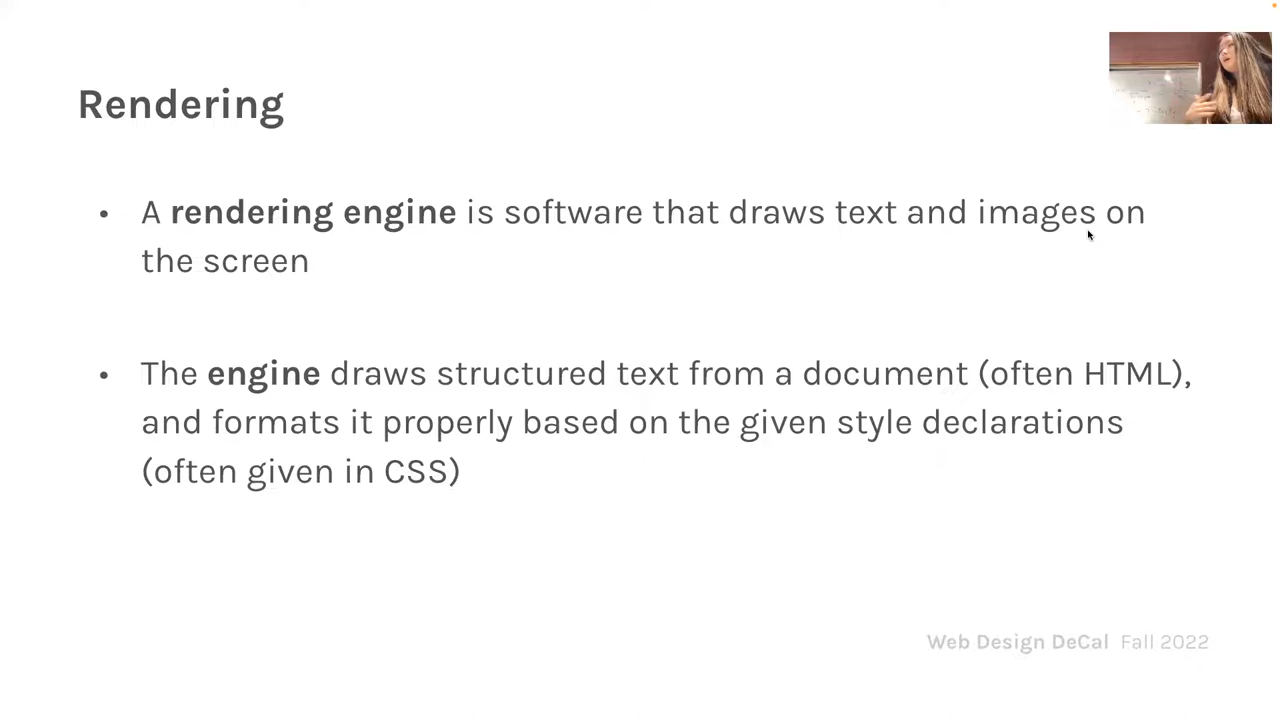 Rendering
• A rendering engine is software that draws text and images on
the screen
• The engine draws structured text from a document (often HTML),
and formats it properly based on the given style declarations
(often given in CSS)
Web Design DeCal Fall 2022